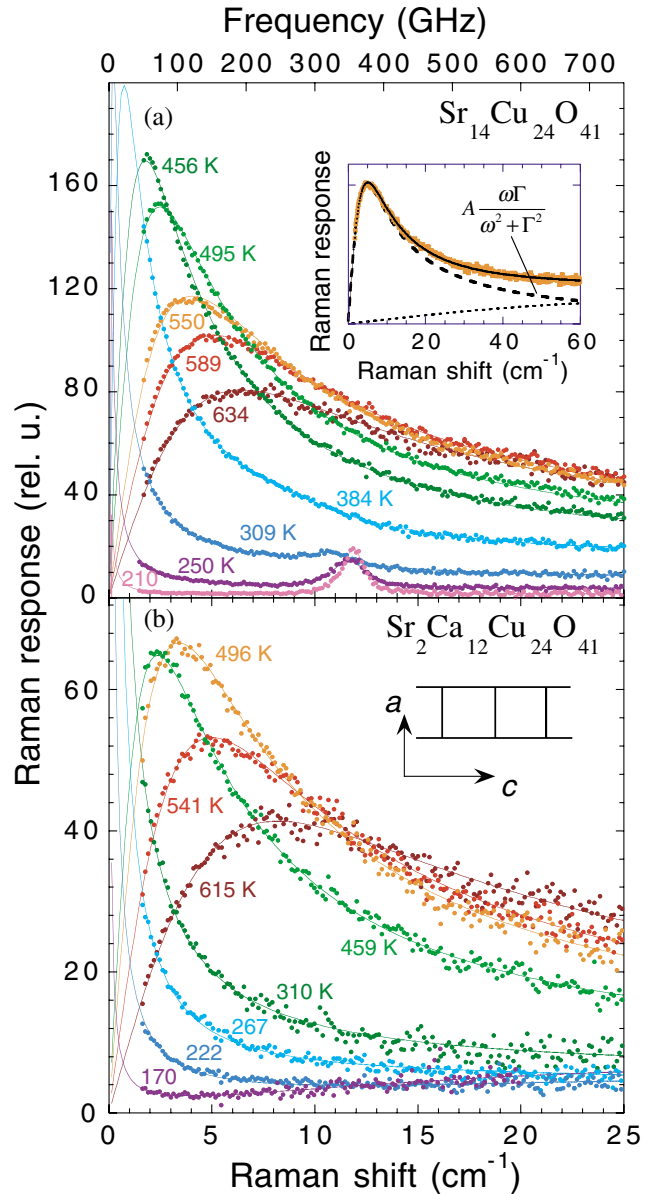 Frequency (GHz)
0 100 200 300 400 500 600 700
(a)
Sr14Cu24O41
456 K
495 K
550
589
634
384 K
309 K
250 K
210
160
120
80
40
0
Raman response
A ωΓ / ω² + Γ²
0 20 40 60
Raman shift (cm⁻¹)
Raman response (rel. u.)
(b)
Sr2Ca12Cu24O41
496 K
a
c
541 K
615 K
459 K
310 K
267
222
170
60
40
20
0
0 5 10 15 20 25
Raman shift (cm⁻¹)